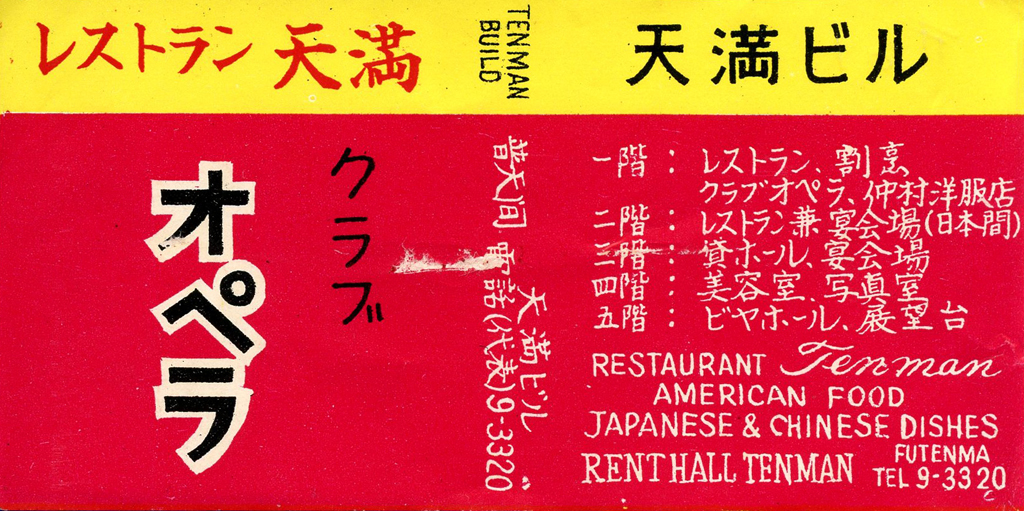 レストラン 天満
クラブ
オペラ
TENMAN
BUILD
普天間 電話(代表)9-3320
天満ビル
天満ビル
一階: レストラン、割烹
クラブオペラ、仲村洋服店
二階: レストラン兼宴会場(日本間)
三階: 貸ホール、宴会場
四階: 美容室、写真室
五階: ビヤホール、展望台
RESTAURANT Tenman
AMERICAN FOOD
JAPANESE & CHINESE DISHES
RENT HALL TENMAN
FUTENMA
TEL 9-3320